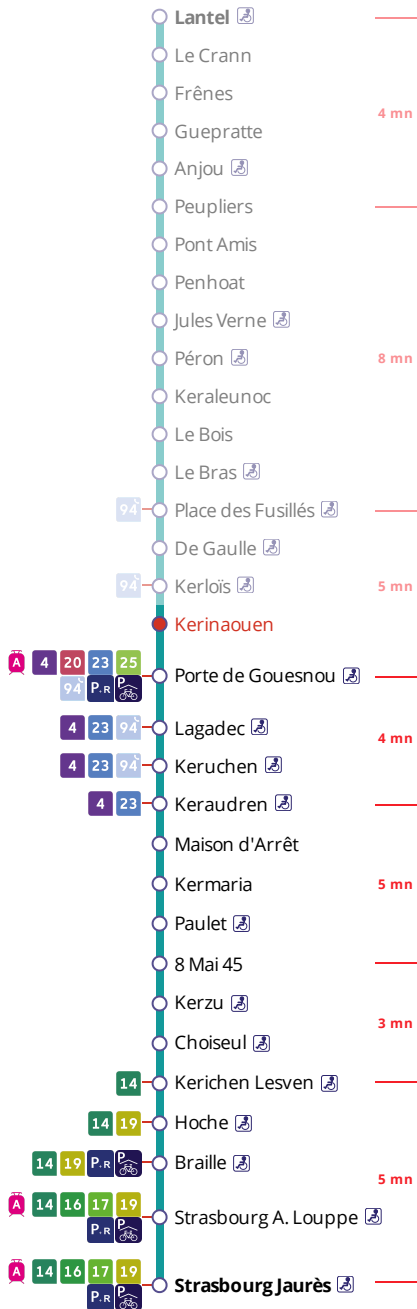 Lantel
Le Crann
Frênes
4 mn
Guepratte
Anjou
Peupliers
Pont Amis
Penhoat
Jules Verne
Péron
8 mn
Keraleunoc
Le Bois
Le Bras
94 Place des Fusillés
De Gaulle
94 Kerloïs
5 mn
Kerinaouen
A 4 20 23 25
94 P.R P
Porte de Gouesnou
4 23 94 Lagadec
4 mn
4 23 94 Keruchen
4 23 Keraudren
Maison d'Arrêt
Kermaria
5 mn
Paulet
8 Mai 45
Kerzu
3 mn
Choiseul
14 Kerichen Lesven
14 19 Hoche
14 19 P.R P Braille
5 mn
A 14 16 17 19
P.R P
Strasbourg A. Louppe
A 14 16 17 19
P.R P
Strasbourg Jaurès